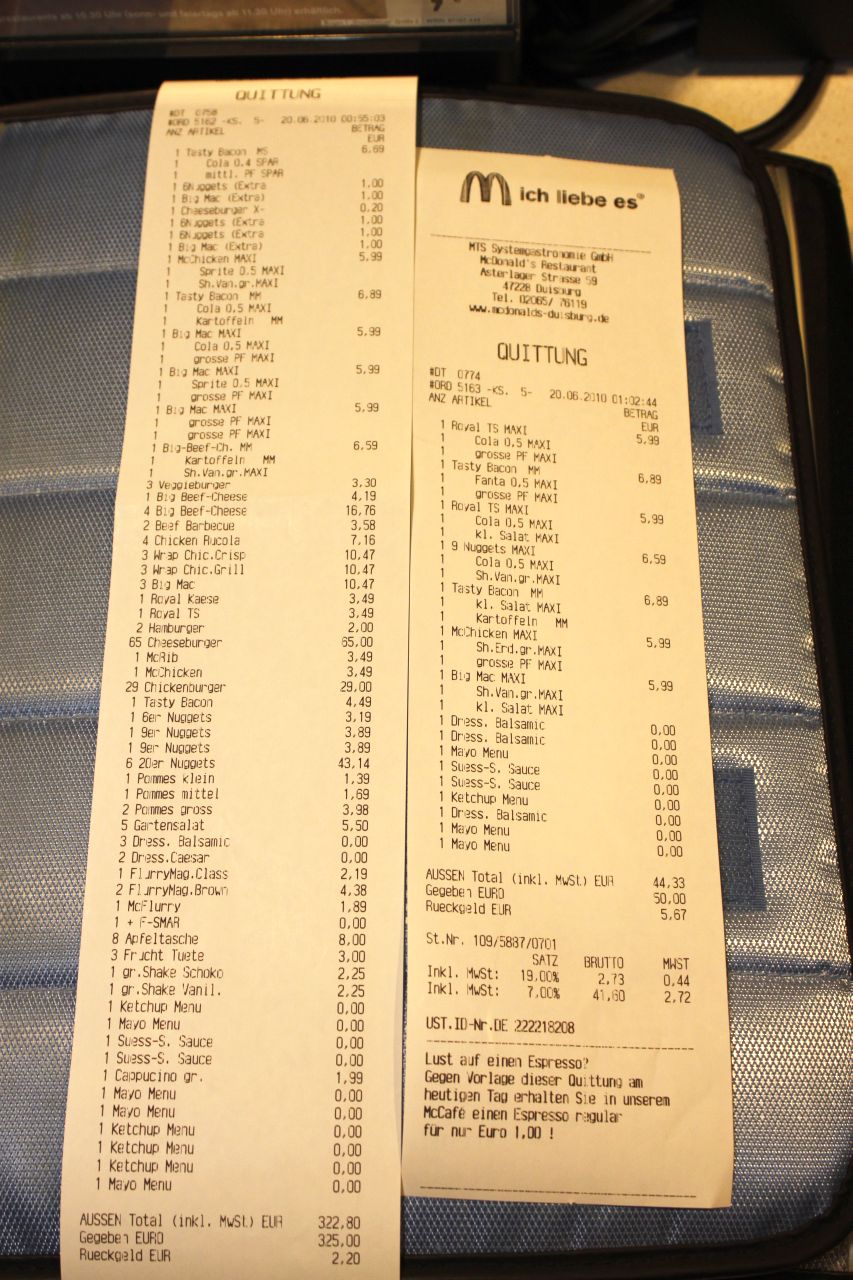 restaurants ab 10.30 Uhr (sonn- und feiertags ab 11.30 Uhr) erhältlich.
QUITTUNG
#DT 0758
#ORD 5162 -KS. 5- 20.06.2010 00:55:03
ANZ ARTIKEL BETRAG
EUR
1 Tasty Bacon MS 6,69
1 Cola 0.4 SPAR
1 mittl. PF SPAR
1 6Nuggets (Extra 1,00
1 Big Mac (Extra) 1,00
1 Cheeseburger X- 0,20
1 6Nuggets (Extra 1,00
1 6Nuggets (Extra 1,00
1 Big Mac (Extra) 1,00
1 McChicken MAXI 5,99
1 Sprite 0.5 MAXI
1 Sh.Van.gr.MAXI
1 Tasty Bacon MM 6,89
1 Cola 0,5 MAXI
1 Kartoffeln MM
1 Big Mac MAXI 5,99
1 Cola 0,5 MAXI
1 grosse PF MAXI
1 Big Mac MAXI 5,99
1 Sprite 0,5 MAXI
1 grosse PF MAXI
1 Big Mac MAXI 5,99
1 grosse PF MAXI
1 grosse PF MAXI
1 Big-Beef-Ch. MM 6,59
1 Kartoffeln MM
1 Sh.Van.gr.MAXI
3 Veggieburger 3,30
1 Big Beef-Cheese 4,19
4 Big Beef-Cheese 16,76
2 Beef Barbecue 3,58
4 Chicken Rucola 7,16
3 Wrap Chic.Crisp 10,47
3 Wrap Chic.Grill 10,47
3 Big Mac 10,47
1 Royal Kaese 3,49
1 Royal TS 3,49
2 Hamburger 2,00
65 Cheeseburger 65,00
1 McRib 3,49
1 McChicken 3,49
29 Chickenburger 29,00
1 Tasty Bacon 4,49
1 6er Nuggets 3,19
1 9er Nuggets 3,89
1 9er Nuggets 3,89
6 20er Nuggets 43,14
1 Pommes klein 1,39
1 Pommes mittel 1,69
2 Pommes gross 3,98
5 Gartensalat 5,50
3 Dress. Balsamic 0,00
2 Dress.Caesar 0,00
1 FlurryMag.Class 2,19
2 FlurryMag.Brown 4,38
1 McFlurry 1,89
1 + F-SMAR 0,00
8 Apfeltasche 8,00
3 Frucht Tuete 3,00
1 gr.Shake Schoko 2,25
1 gr.Shake Vanil. 2,25
1 Ketchup Menu 0,00
1 Mayo Menu 0,00
1 Suess-S. Sauce 0,00
1 Suess-S. Sauce 0,00
1 Cappucino gr. 1,99
1 Mayo Menu 0,00
1 Mayo Menu 0,00
1 Ketchup Menu 0,00
1 Ketchup Menu 0,00
1 Ketchup Menu 0,00
1 Mayo Menu 0,00
AUSSEN Total (inkl. MwSt.) EUR 322,80
Gegeben EURO 325,00
Rueckgeld EUR 2,20
ich liebe es®
MTS Systemgastronomie GmbH
McDonald's Restaurant
Asterlager Strasse 59
47228 Duisburg
Tel. 02065/ 76119
www.mcdonalds-duisburg.de
QUITTUNG
#DT 0774
#ORD 5163 -KS. 5- 20.06.2010 01:02:44
ANZ ARTIKEL BETRAG
EUR
1 Royal TS MAXI 5,99
1 Cola 0,5 MAXI
1 grosse PF MAXI
1 Tasty Bacon MM 6,89
1 Fanta 0,5 MAXI
1 grosse PF MAXI
1 Royal TS MAXI 5,99
1 Cola 0,5 MAXI
1 kl. Salat MAXI
1 9 Nuggets MAXI 6,59
1 Cola 0,5 MAXI
1 Sh.Van.gr.MAXI
1 Tasty Bacon MM 6,89
1 kl. Salat MAXI
1 Kartoffeln MM
1 McChicken MAXI 5,99
1 Sh.Erd.gr.MAXI
1 grosse PF MAXI
1 Big Mac MAXI 5,99
1 Sh.Van.gr.MAXI
1 kl. Salat MAXI
1 Dress. Balsamic 0,00
1 Dress. Balsamic 0,00
1 Mayo Menu 0,00
1 Suess-S. Sauce 0,00
1 Suess-S. Sauce 0,00
1 Ketchup Menu 0,00
1 Dress. Balsamic 0,00
1 Mayo Menu 0,00
1 Mayo Menu 0,00
AUSSEN Total (inkl. MwSt.) EUR 44,33
Gegeben EURO 50,00
Rueckgeld EUR 5,67
St.Nr. 109/5887/0701
SATZ BRUTTO MWST
Inkl. MwSt: 19,00% 2,73 0,44
Inkl. MwSt: 7,00% 41,60 2,72
UST.ID-Nr.DE 222218208
Lust auf einen Espresso?
Gegen Vorlage dieser Quittung am
heutigen Tag erhalten Sie in unserem
McCafé einen Espresso regular
für nur Euro 1,00 !